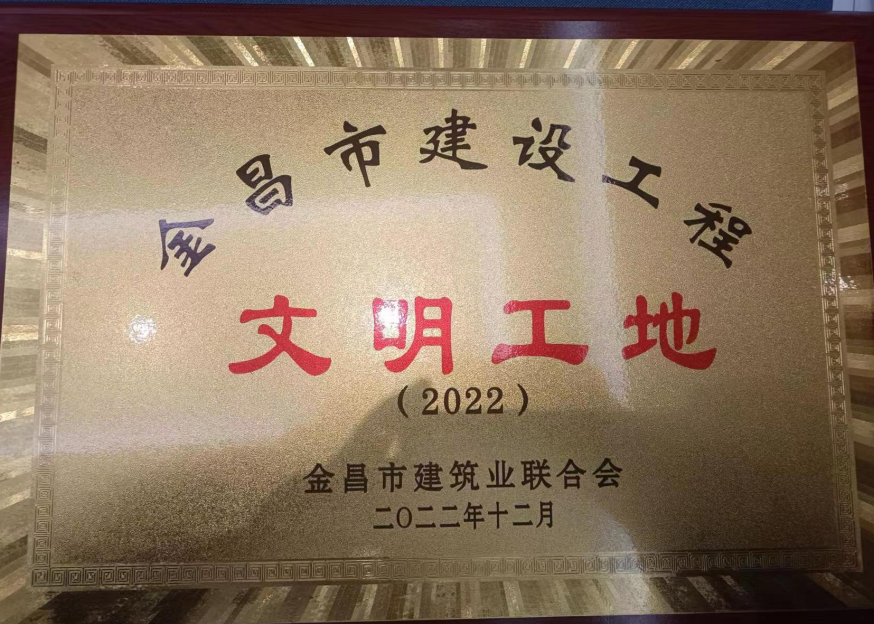 金昌市建设工程
文明工地
（2022）
金昌市建筑业联合会
二〇二二年十二月